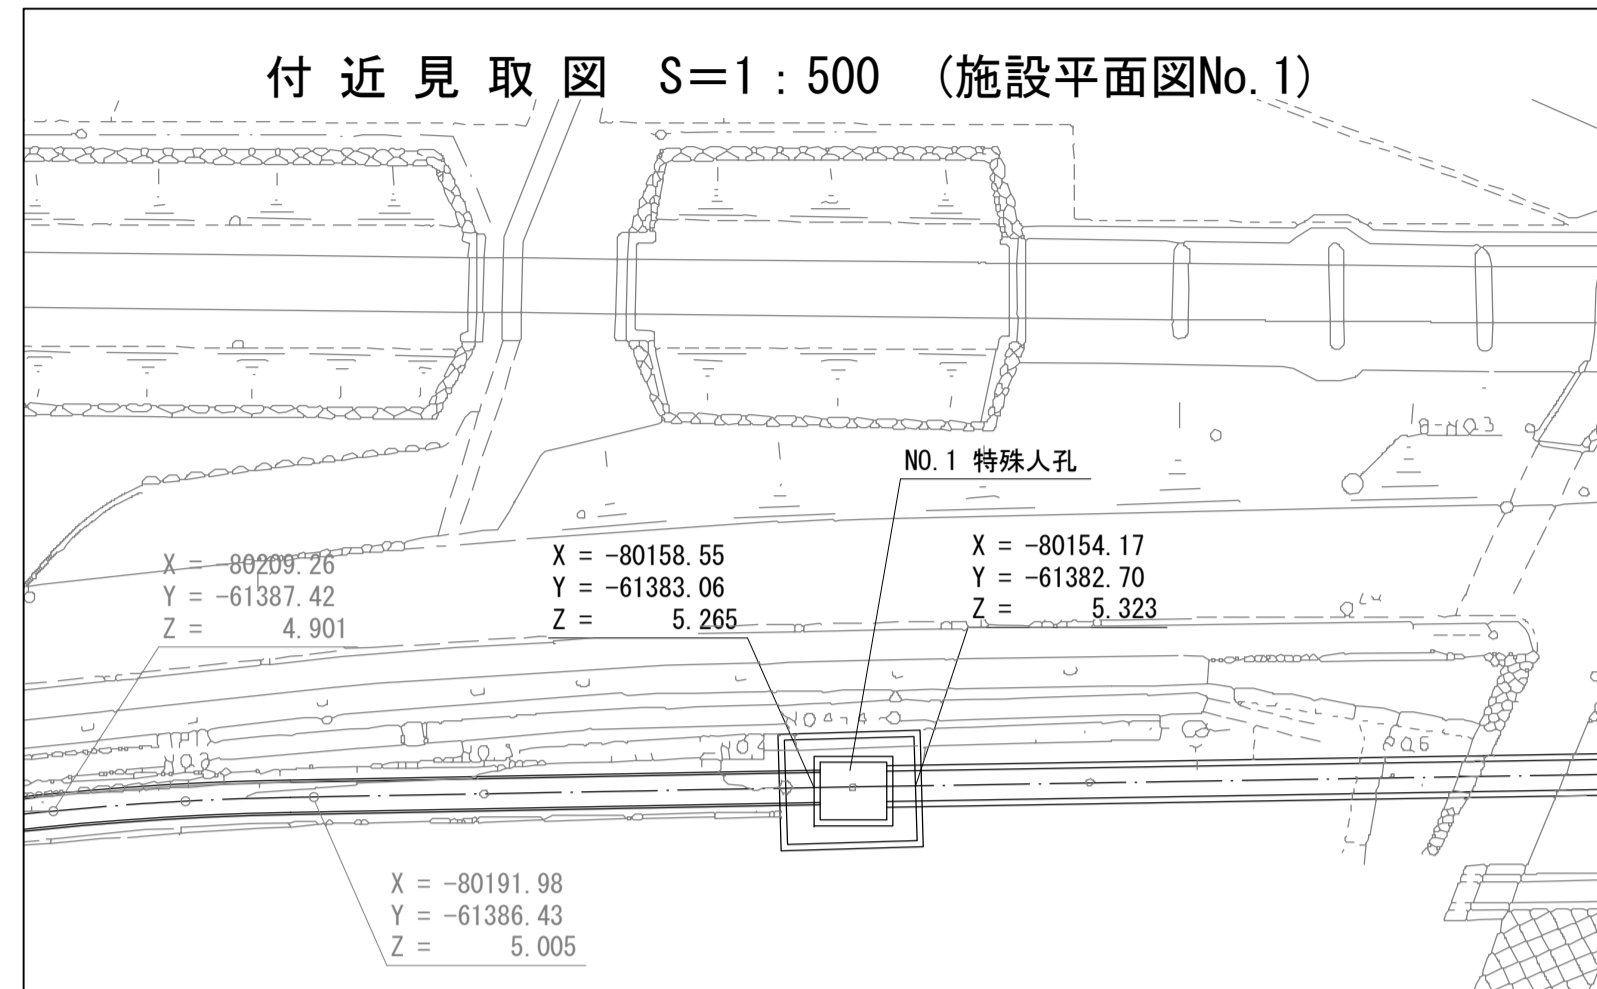 付近見取図 S=1:500 (施設平面図No.1)
NO.1 特殊人孔
X = -80209.26
Y = -61387.42
Z = 4.901
X = -80158.55
Y = -61383.06
Z = 5.265
X = -80154.17
Y = -61382.70
Z = 5.323
X = -80191.98
Y = -61386.43
Z = 5.005